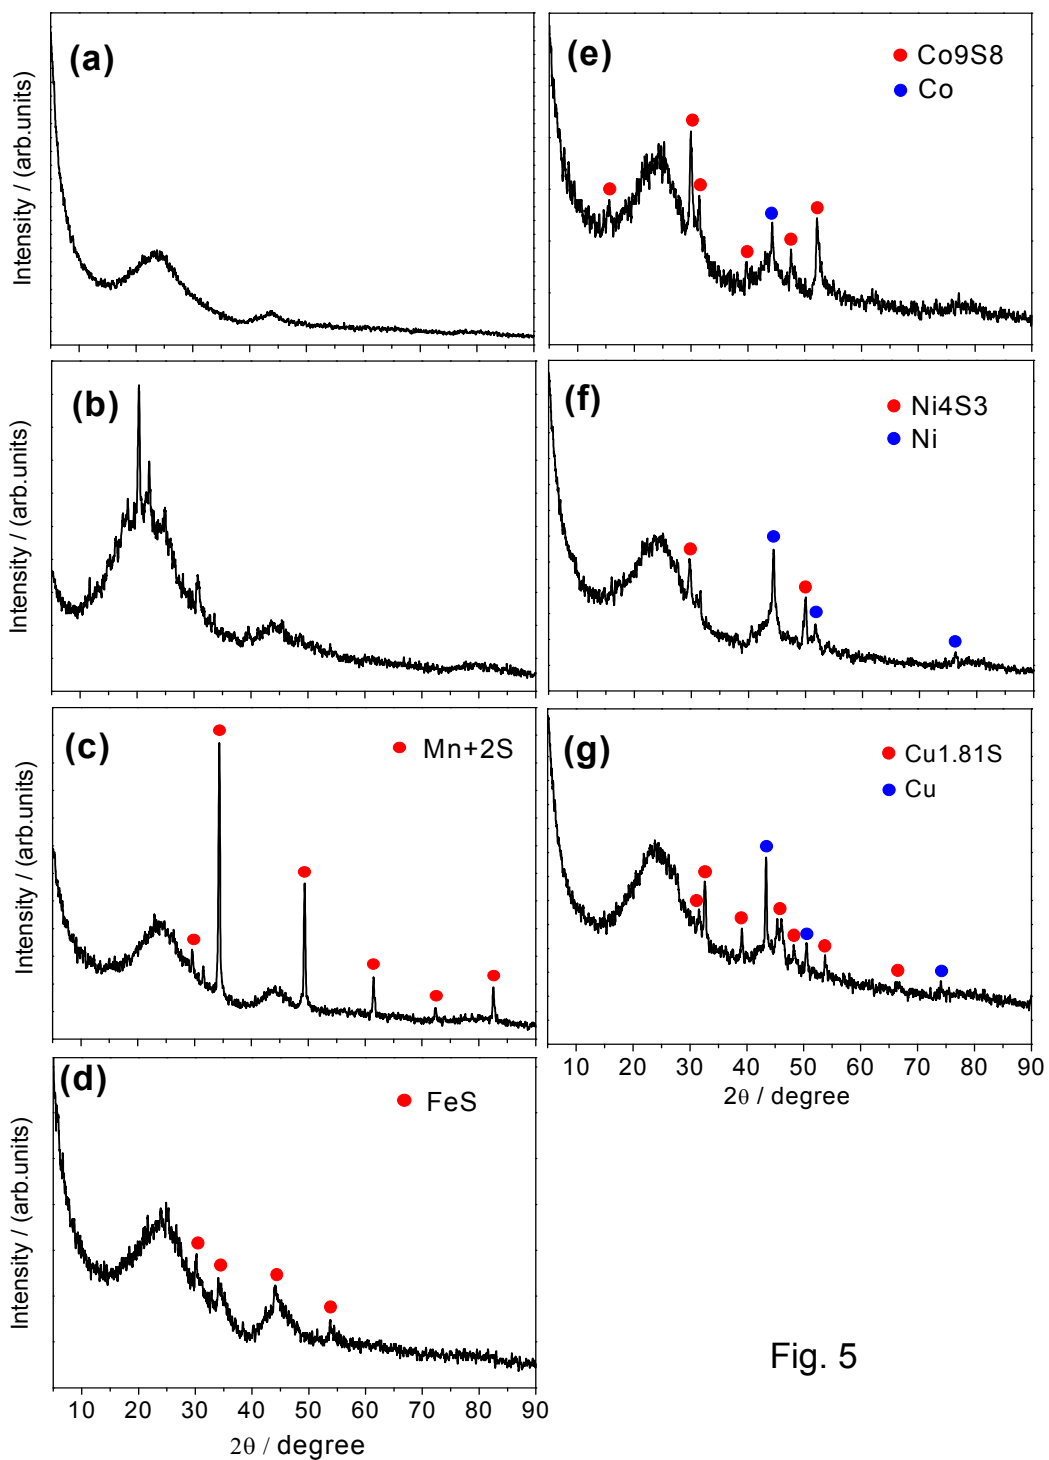 (a)
Intensity / (arb.units)
(b)
Intensity / (arb.units)
(c)
Mn+2S
Intensity / (arb.units)
(d)
FeS
Intensity / (arb.units)
10 20 30 40 50 60 70 80 90
2θ / degree
(e)
Co9S8
Co
(f)
Ni4S3
Ni
(g)
Cu1.81S
Cu
10 20 30 40 50 60 70 80 90
2θ / degree
Fig. 5